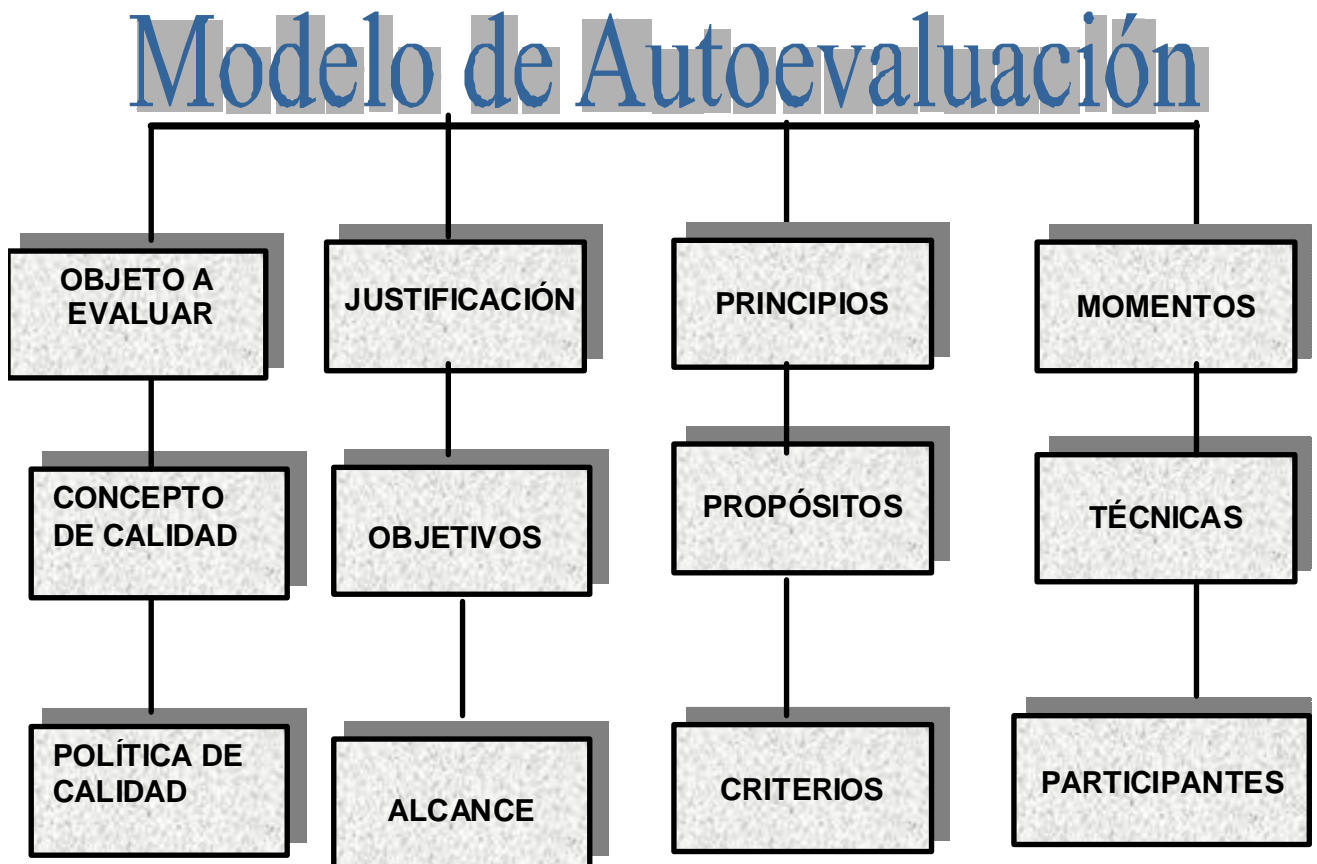 Modelo de Autoevaluación
OBJETO A
EVALUAR
JUSTIFICACIÓN
PRINCIPIOS
MOMENTOS
CONCEPTO
DE CALIDAD
OBJETIVOS
PROPÓSITOS
TÉCNICAS
POLÍTICA DE
CALIDAD
ALCANCE
CRITERIOS
PARTICIPANTES